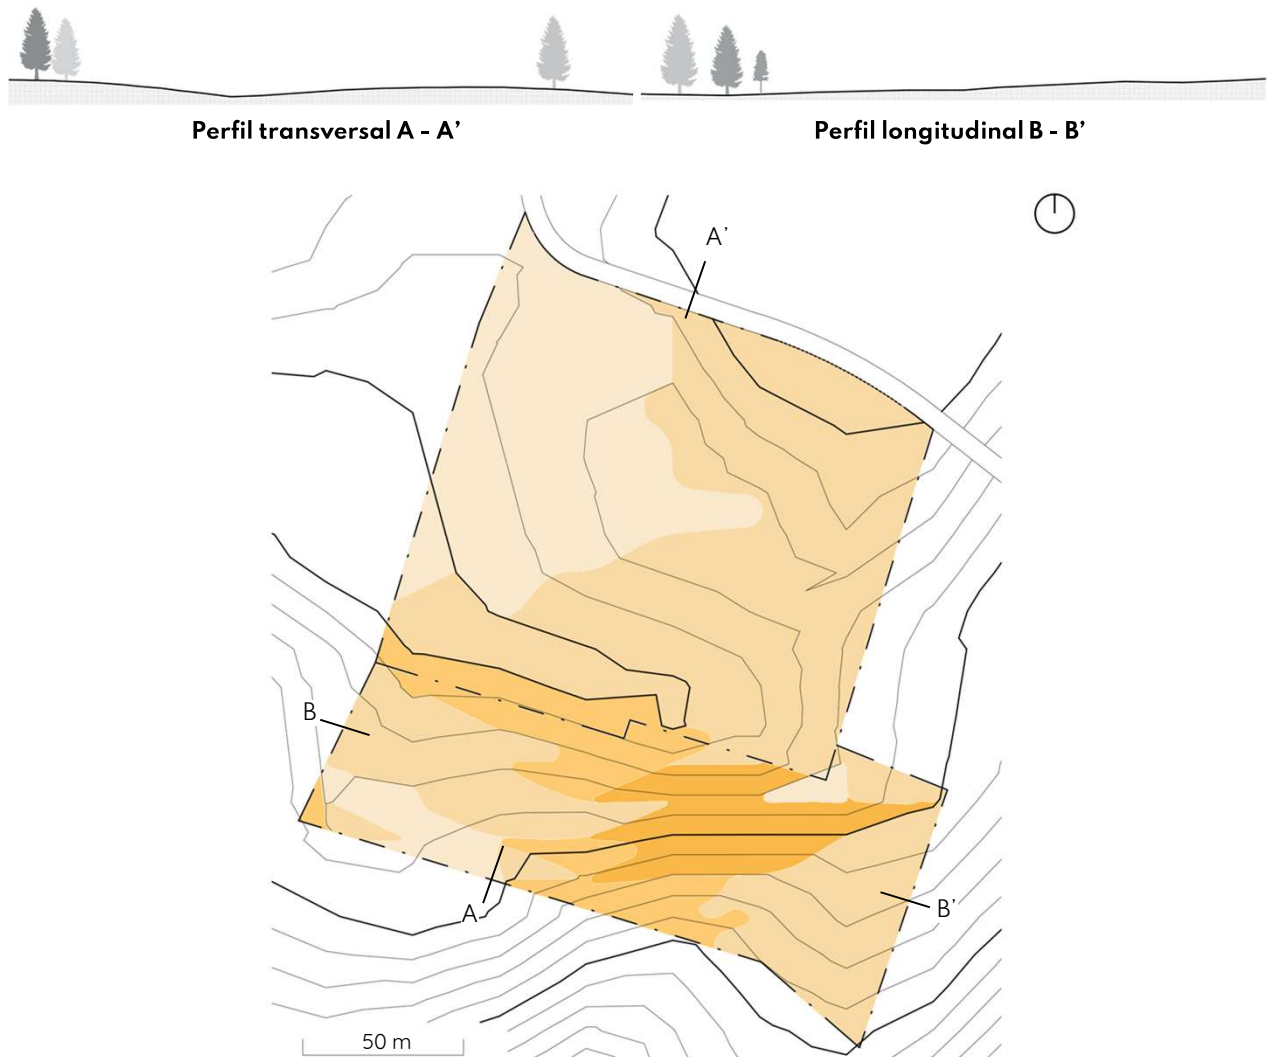 Perfil transversal A - A’
Perfil longitudinal B - B’
A’
B
A
B’
50 m